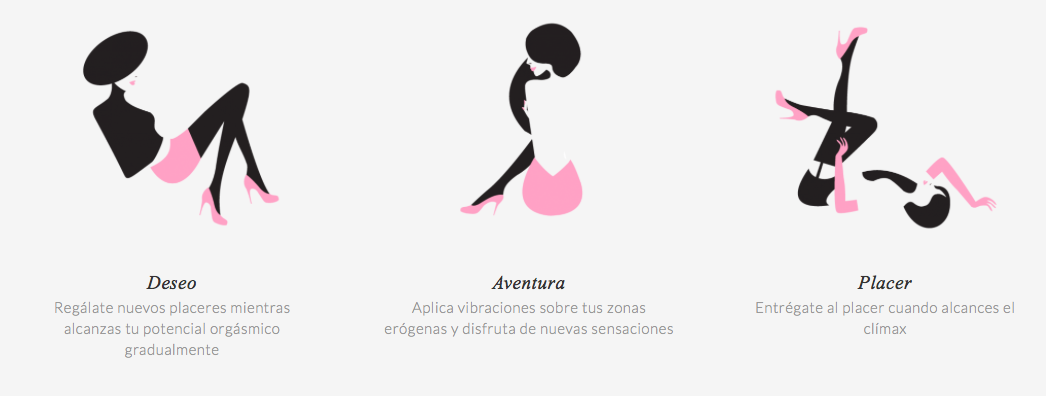 Deseo
Regálate nuevos placeres mientras
alcanzas tu potencial orgásmico
gradualmente
Aventura
Aplica vibraciones sobre tus zonas
erógenas y disfruta de nuevas sensaciones
Placer
Entrégate al placer cuando alcances el
clímax